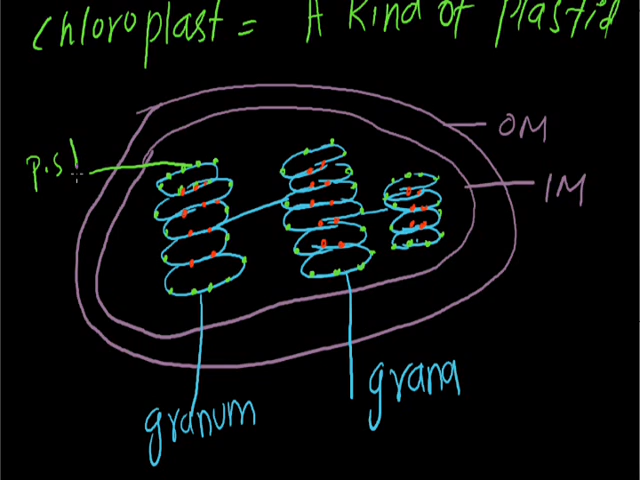 Chloroplast = A kind of plastid
OM
P.S I
IM
grana
granum